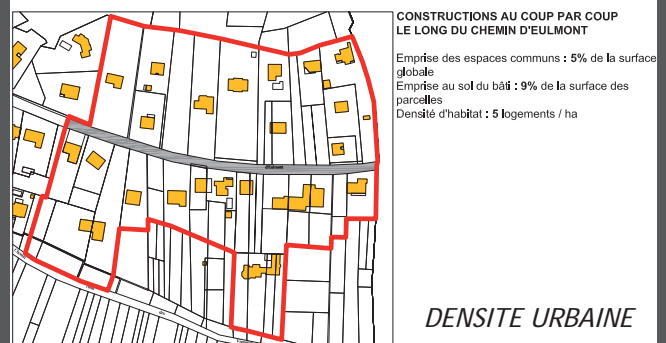 CONSTRUCTIONS AU COUP PAR COUP
LE LONG DU CHEMIN D'EULMONT
Emprise des espaces communs : 5% de la surface
globale
Emprise au sol du bâti : 9% de la surface des
parcelles
Densité d'habitat : 5 logements / ha
d'Eulmont
DENSITE URBAINE